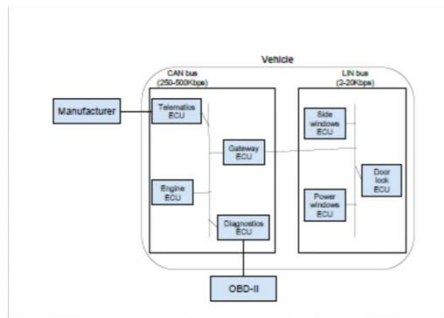 Vehicle
CAN bus
(250-500Kbps)
LIN bus
(2-20Kbps)
Manufacturer
Telematics
ECU
Side
windows
ECU
Gateway
ECU
Door
lock
ECU
Engine
ECU
Power
windows
ECU
Diagnostics
ECU
OBD-II